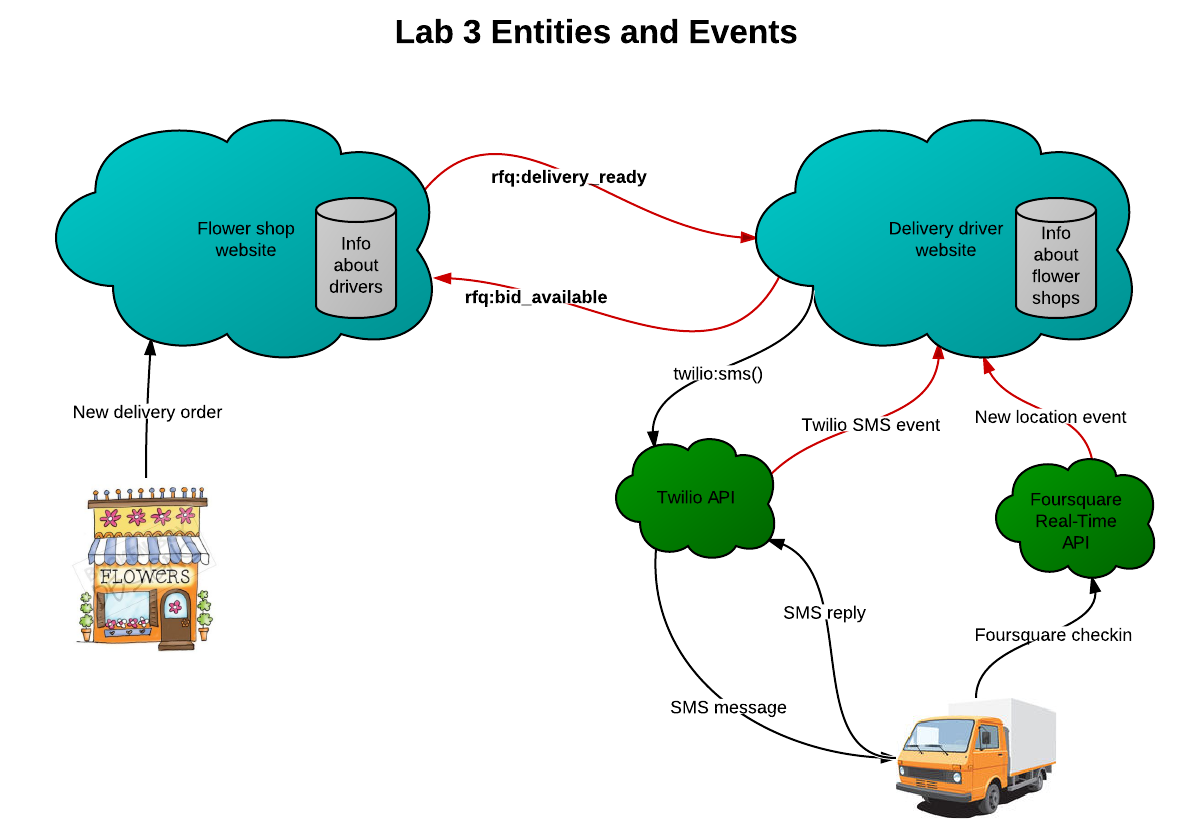 Lab 3 Entities and Events
rfq:delivery_ready
Flower shop
website
Info
about
drivers
Delivery driver
website
Info
about
flower
shops
rfq:bid_available
twilio:sms()
New delivery order
Twilio SMS event
New location event
Twilio API
Foursquare
Real-Time
API
FLOWERS
SMS reply
Foursquare checkin
SMS message